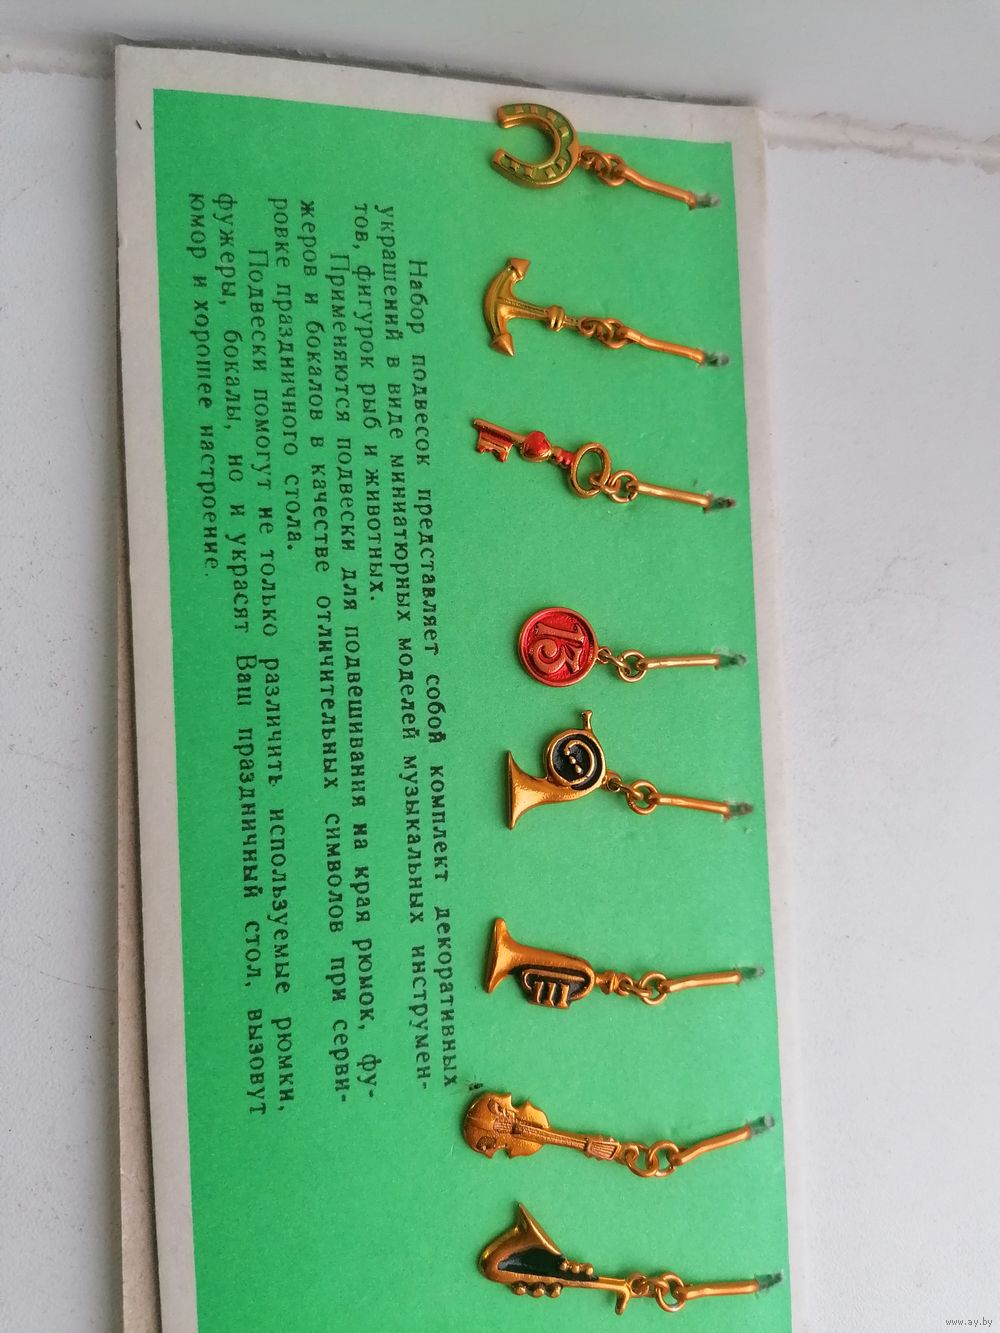 Набор подвесок представляет собой комплект декоративных
украшений в виде миниатюрных моделей музыкальных инструмен-
тов, фигурок рыб и животных.
Применяются подвески для подвешивания на края рюмок, фу-
жеров и бокалов в качестве отличительных символов при серви-
ровке праздничного стола.
Подвески помогут не только различить используемые рюмки,
фужеры, бокалы, но и украсят Ваш праздничный стол, вызовут
юмор и хорошее настроение.
13
www.ay.by